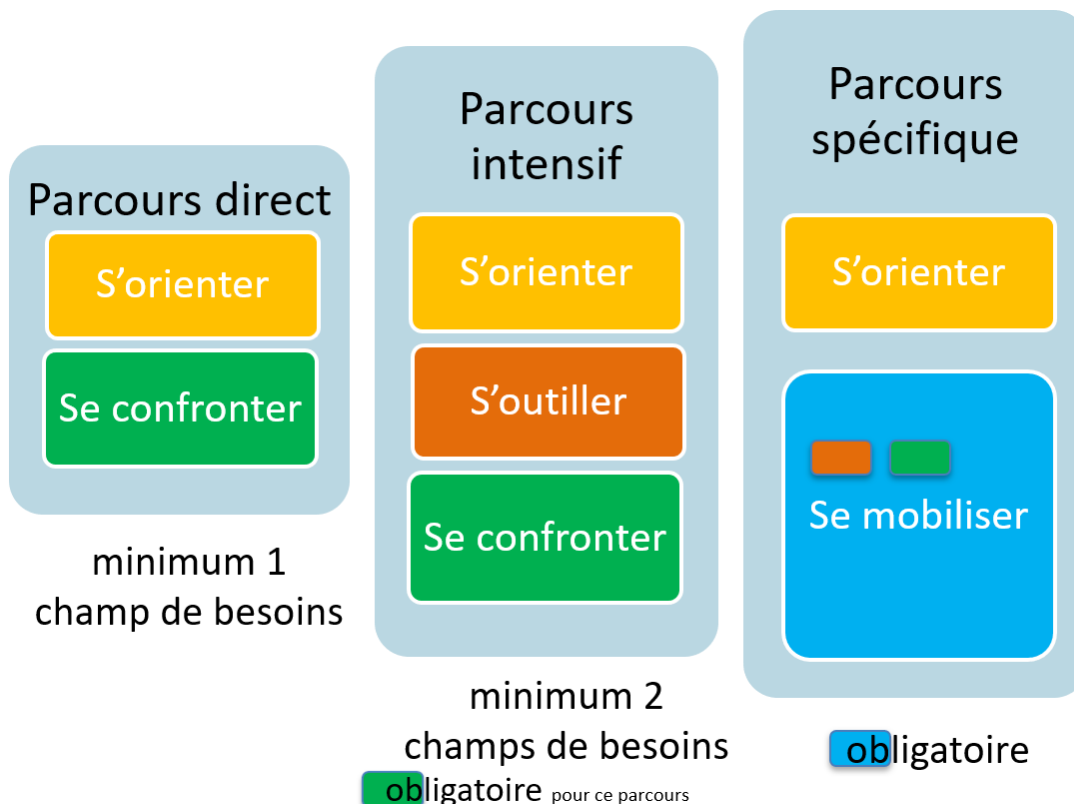 Parcours direct
S’orienter
Se confronter
minimum 1
champ de besoins
Parcours
intensif
S’orienter
S’outiller
Se confronter
minimum 2
champs de besoins
obligatoire pour ce parcours
Parcours
spécifique
S’orienter
Se mobiliser
obligatoire